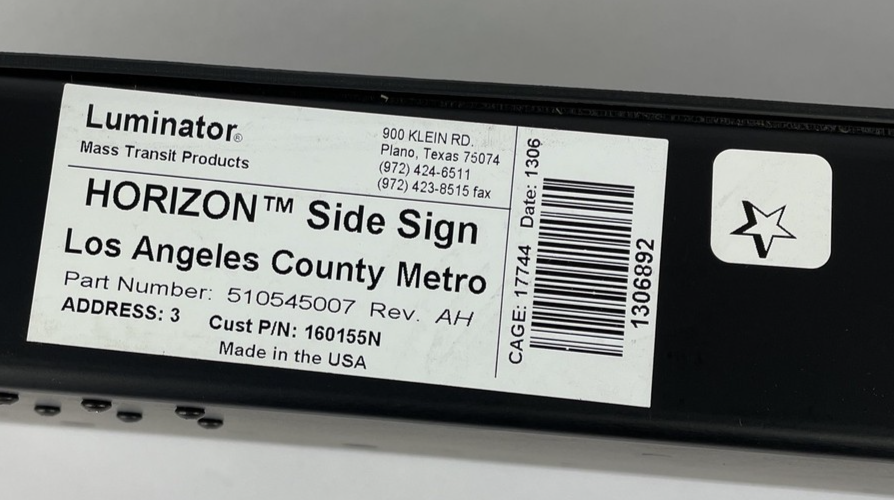 Luminator®
Mass Transit Products
900 KLEIN RD.
Plano, Texas 75074
(972) 424-6511
(972) 423-8515 fax
HORIZON™ Side Sign
Los Angeles County Metro
Part Number: 510545007 Rev. AH
ADDRESS: 3 Cust P/N: 160155N
Made in the USA
CAGE: 17744 Date: 1306
1306892